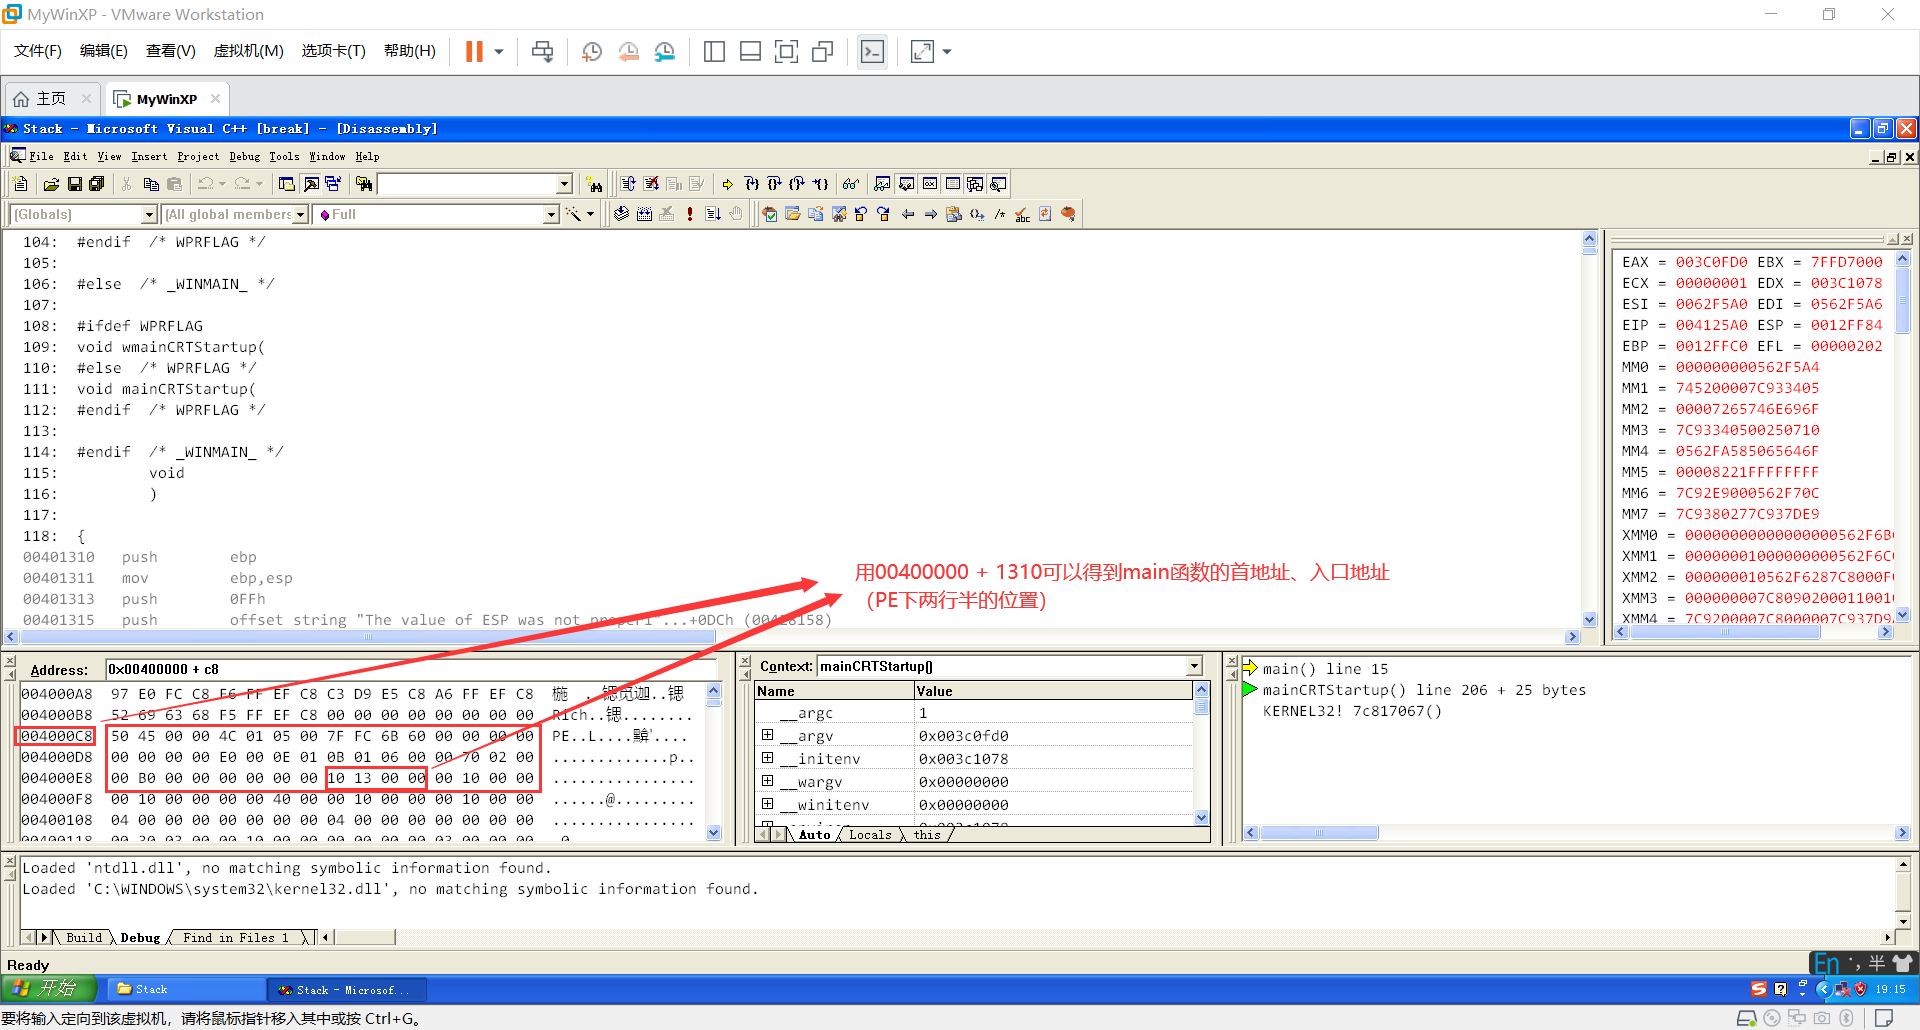 MyWinXP - VMware Workstation
文件(F) 编辑(E) 查看(V) 虚拟机(M) 选项卡(T) 帮助(H)
主页 MyWinXP
Stack - Microsoft Visual C++ [break] - [Disassembly]
File Edit View Insert Project Debug Tools Window Help
(Globals) (All global members Full
104: #endif /* WPRFLAG */
105:
106: #else /* _WINMAIN_ */
107:
108: #ifdef WPRFLAG
109: void wmainCRTStartup(
110: #else /* WPRFLAG */
111: void mainCRTStartup(
112: #endif /* WPRFLAG */
113:
114: #endif /* _WINMAIN_ */
115: void
116: )
117:
118: {
00401310 push ebp
00401311 mov ebp,esp
00401313 push 0FFh
00401315 push offset string "The value of ESP was not properl"...+0DCh (00428158)
用00400000 + 1310可以得到main函数的首地址、入口地址
（PE下两行半的位置）
EAX = 003C0FD0 EBX = 7FFD7000
ECX = 00000001 EDX = 003C1078
ESI = 0062F5A0 EDI = 0562F5A6
EIP = 004125A0 ESP = 0012FF84
EBP = 0012FFC0 EFL = 00000202
MM0 = 000000000562F5A4
MM1 = 745200007C933405
MM2 = 00007265746E696F
MM3 = 7C93340500250710
MM4 = 0562FA585065646F
MM5 = 00008221FFFFFFFF
MM6 = 7C92E9000562F70C
MM7 = 7C9380277C937DE9
XMM0 = 00000000000000000562F6B
XMM1 = 00000001000000000562F6C
XMM2 = 000000010562F6287C8000F
XMM3 = 000000007C8090200011001
XMM4 = 7C9200007C8000007C937D9
Address: 0x00400000 + c8
004000A8 97 E0 FC C8 F6 FF EF C8 C3 D9 E5 C8 A6 FF EF C8
004000B8 52 69 63 68 F5 FF EF C8 00 00 00 00 00 00 00 00 Rich..锶........
004000C8 50 45 00 00 4C 01 05 00 7F FC 6B 60 00 00 00 00 PE..L....
004000D8 00 00 00 00 E0 00 0E 01 0B 01 06 00 00 70 02 00 .............p..
004000E8 00 B0 00 00 00 00 00 00 10 13 00 00 00 10 00 00 ................
004000F8 00 10 00 00 00 00 40 00 00 10 00 00 00 10 00 00 ......@.........
00400108 04 00 00 00 00 00 00 00 04 00 00 00 00 00 00 00 ................
Context: mainCRTStartup()
Name Value
__argc 1
__argv 0x003c0fd0
__initenv 0x003c1078
__wargv 0x00000000
__winitenv 0x00000000
Auto Locals this
main() line 15
mainCRTStartup() line 206 + 25 bytes
KERNEL32! 7c817067()
Loaded 'ntdll.dll', no matching symbolic information found.
Loaded 'C:\WINDOWS\system32\kernel32.dll', no matching symbolic information found.
Build Debug Find in Files 1
Ready
En 半
开始 Stack Stack - Microsof... 19:15
要将输入定向到该虚拟机，请将鼠标指针移入其中或按 Ctrl+G。